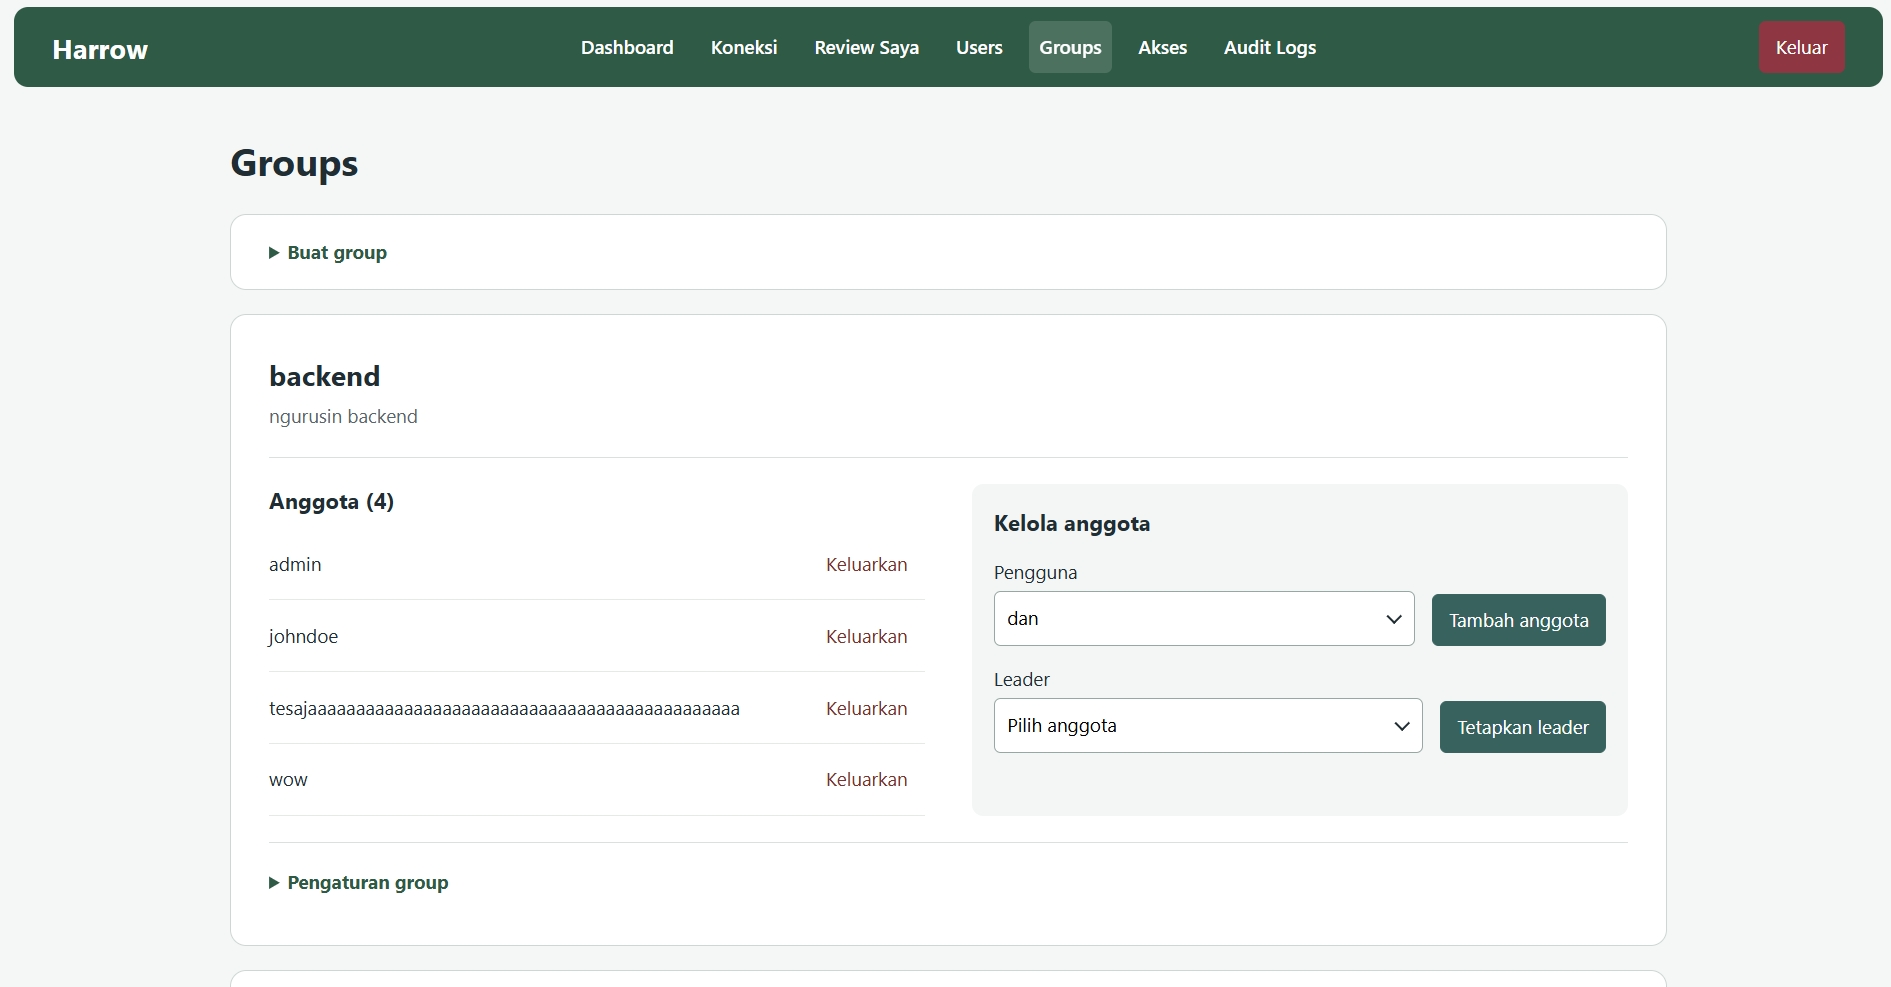 Harrow
Dashboard
Koneksi
Review Saya
Users
Groups
Akses
Audit Logs
Keluar
Groups
Buat group
backend
ngurusin backend
Anggota (4)
admin
Keluarkan
johndoe
Keluarkan
tesajaaaaaaaaaaaaaaaaaaaaaaaaaaaaaaaaaaaaaaaaaaaaa
Keluarkan
wow
Keluarkan
Kelola anggota
Pengguna
dan
Tambah anggota
Leader
Pilih anggota
Tetapkan leader
Pengaturan group